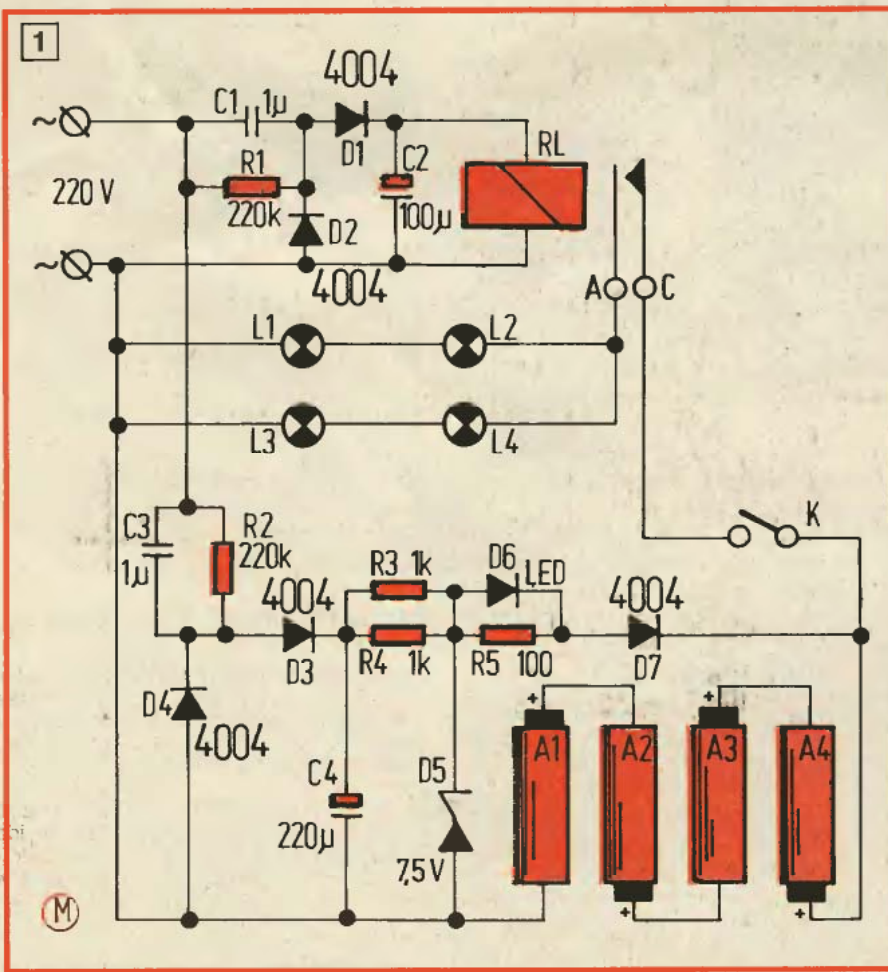 1
4004
C1 1µ
D1
C2
RL
~
R1
220 V
220k
100µ
D2
~
4004
A C
L1 L2
L3 L4
C3
R2
K
1µ
220k
R3 1k
D6
LED
4004
4004
D3
R4 1k
R5 100
D7
D4
4004
+ A1
A2
+ A3
A4
C4
D5
220µ
7,5 V
+
+
M